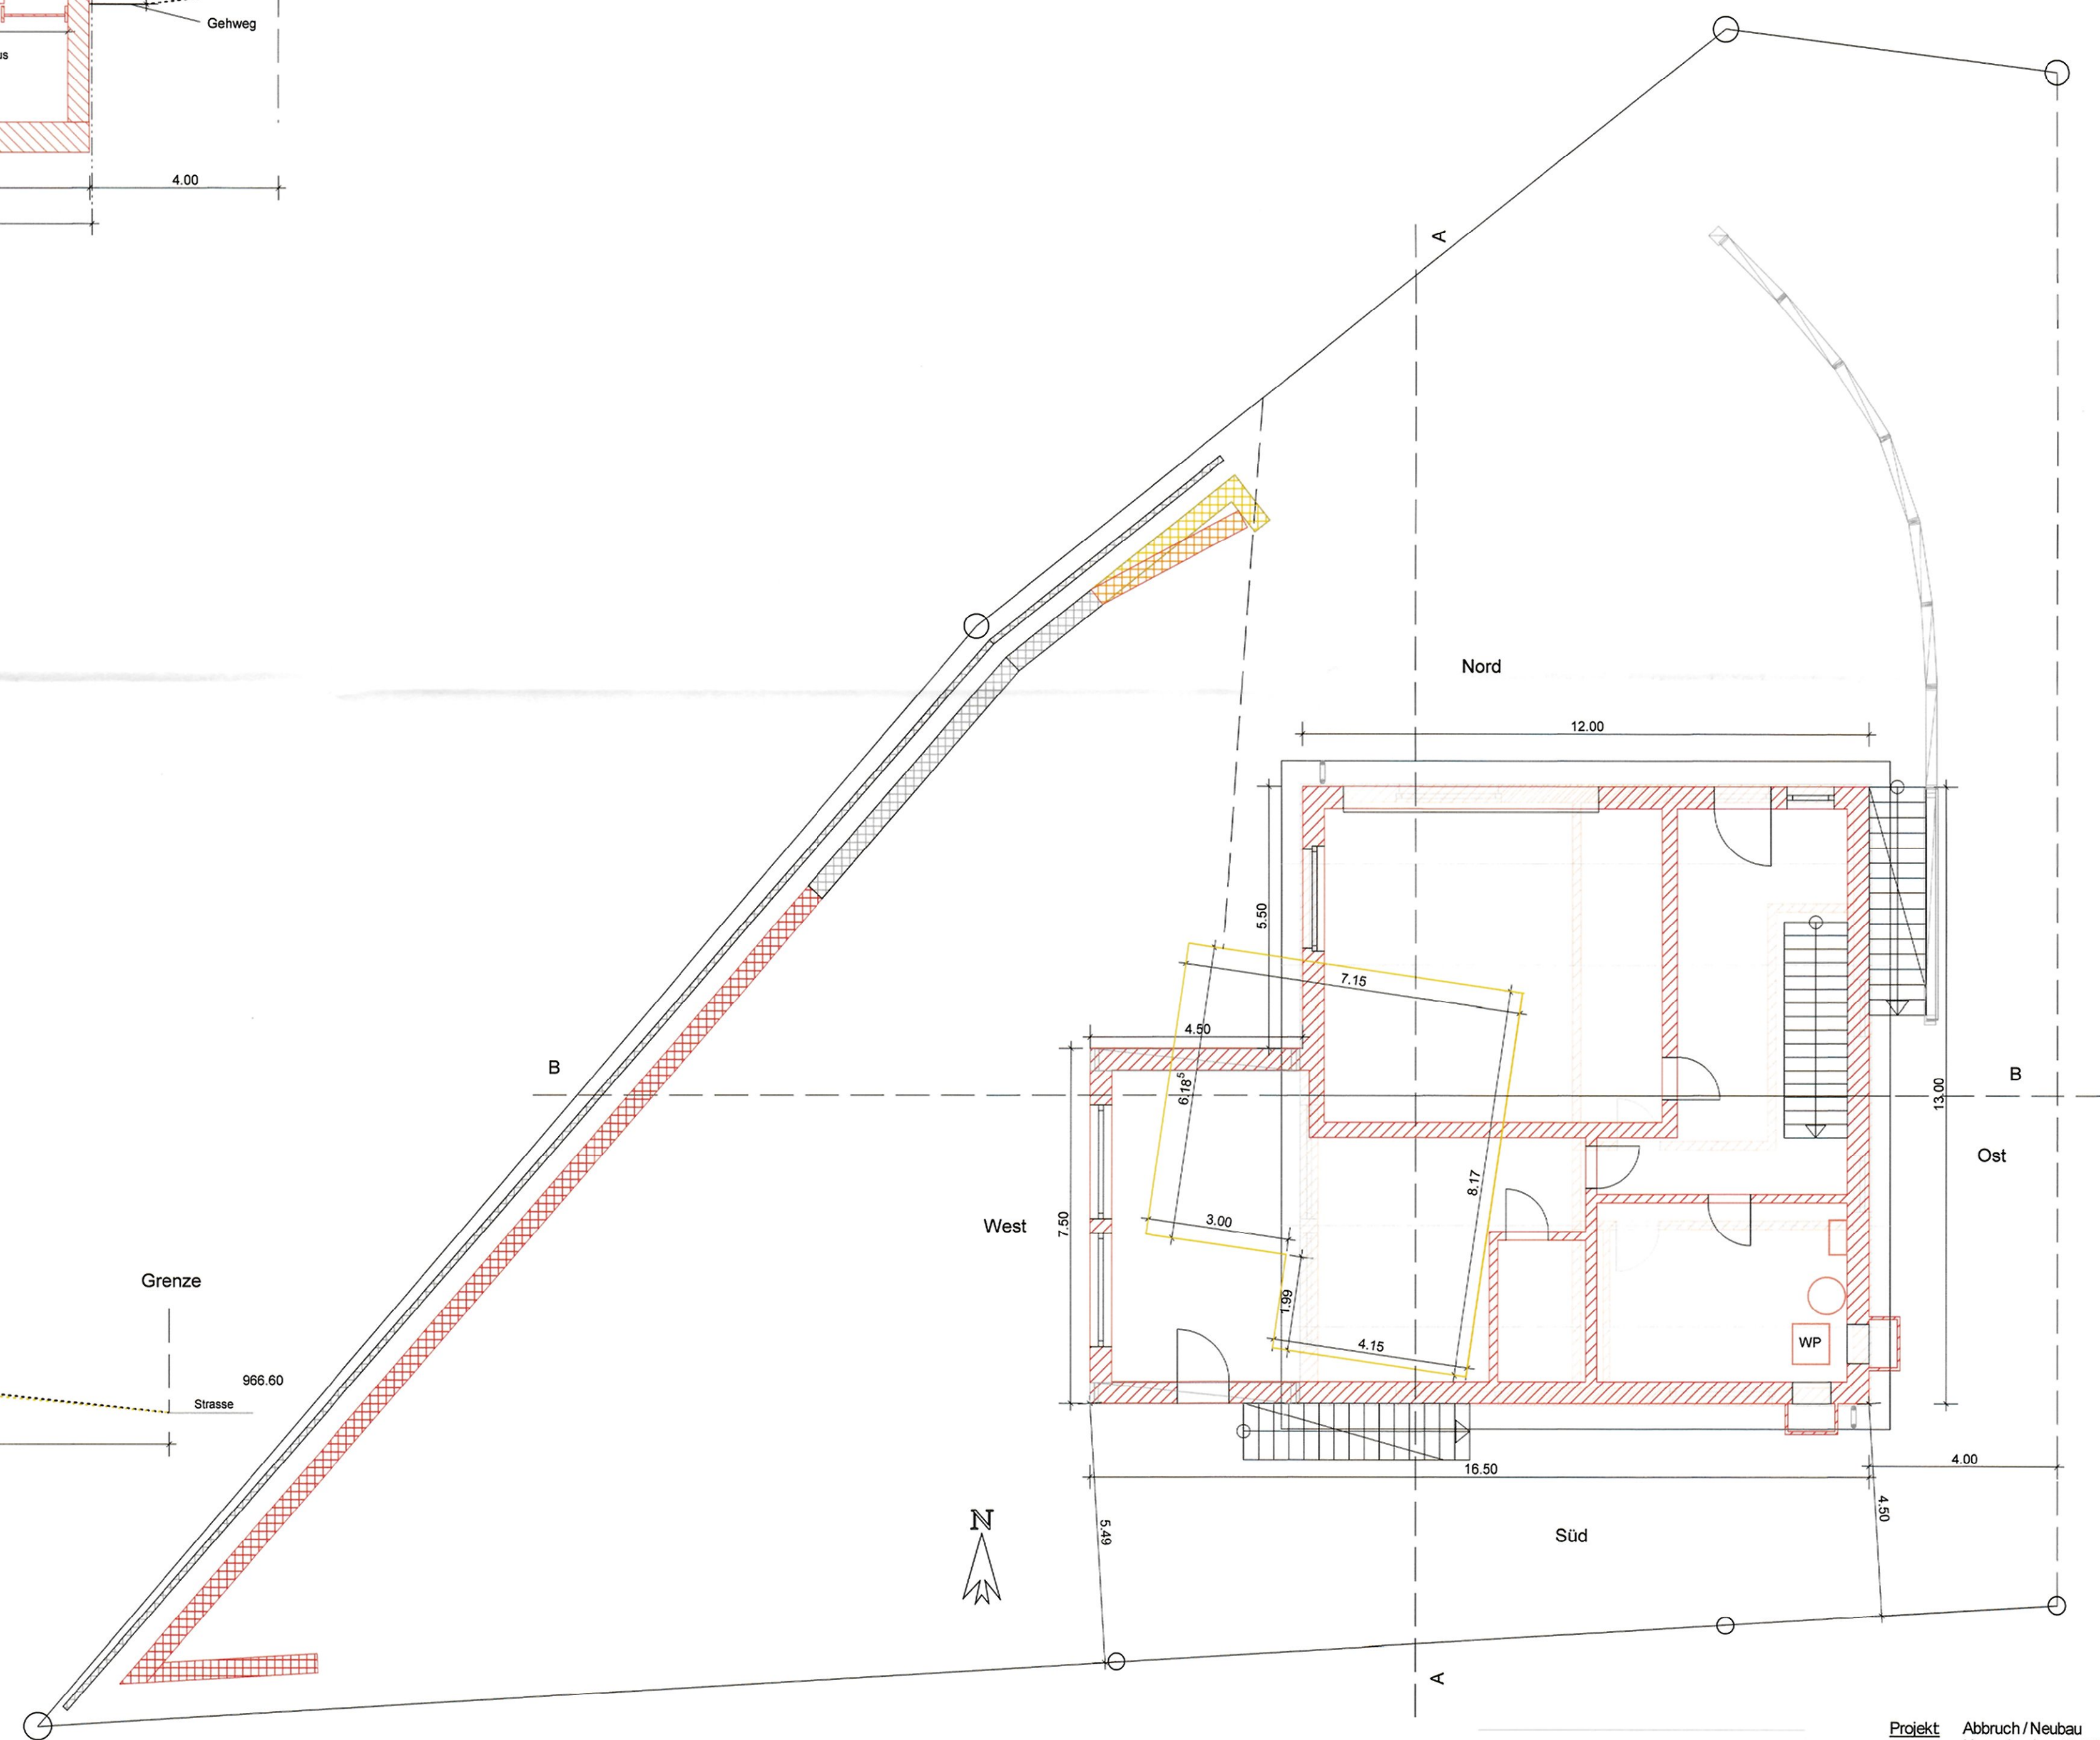 Gehweg
4.00
A
Nord
12.00
5.50
7.15
4.50
B
6.18⁵
B
13.00
Ost
8.17
West
7.50
3.00
Grenze
1.99
WP
4.15
966.60
Strasse
16.50
4.00
4.50
N
5.49
Süd
A
Projekt Abbruch / Neubau